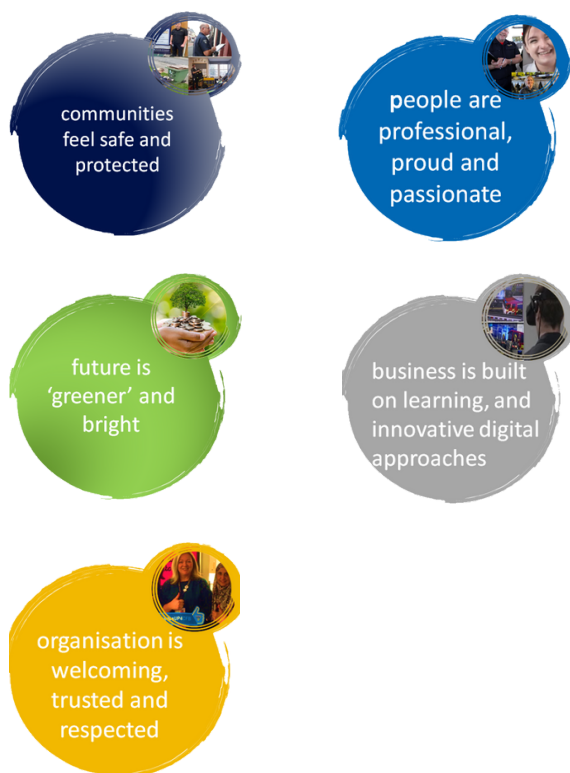 communities
feel safe and
protected
people are
professional,
proud and
passionate
future is
‘greener’ and
bright
business is built
on learning, and
innovative digital
approaches
organisation is
welcoming,
trusted and
respected